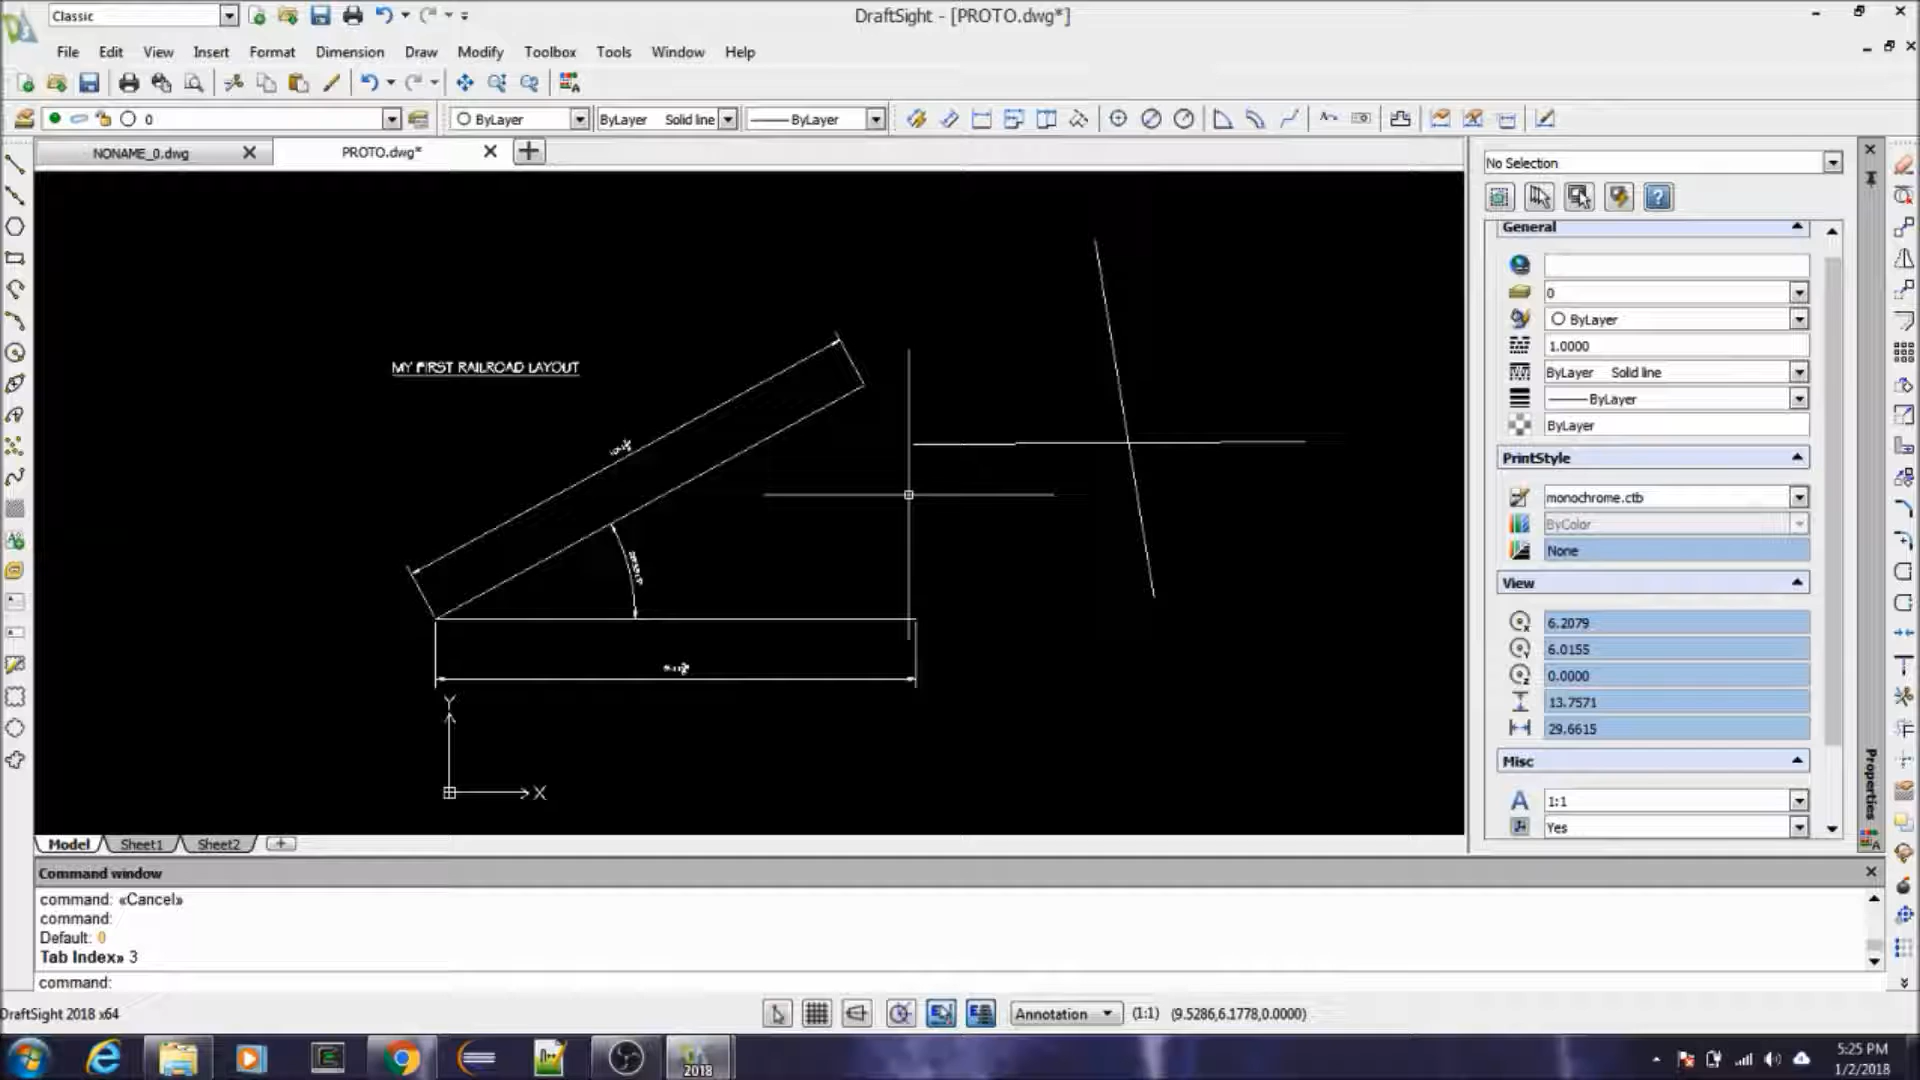 Classic
DraftSight - [PROTO.dwg*]
File Edit View Insert Format Dimension Draw Modify Toolbox Tools Window Help
0
ByLayer
ByLayer Solid line
ByLayer
NONAME_0.dwg
PROTO.dwg*
No Selection
General
0
ByLayer
1.0000
ByLayer Solid line
ByLayer
ByLayer
PrintStyle
monochrome.ctb
ByColor
None
View
6.2079
6.0155
0.0000
13.7571
29.6615
Misc
1:1
Yes
Properties
MY FIRST RAILROAD LAYOUT
Y
X
Model Sheet1 Sheet2
Command window
command: «Cancel»
command:
Default: 0
Tab Index» 3
command:
DraftSight 2018 x64
Annotation (1:1) (9.5286,6.1778,0.0000)
2018
5:25 PM
1/2/2018